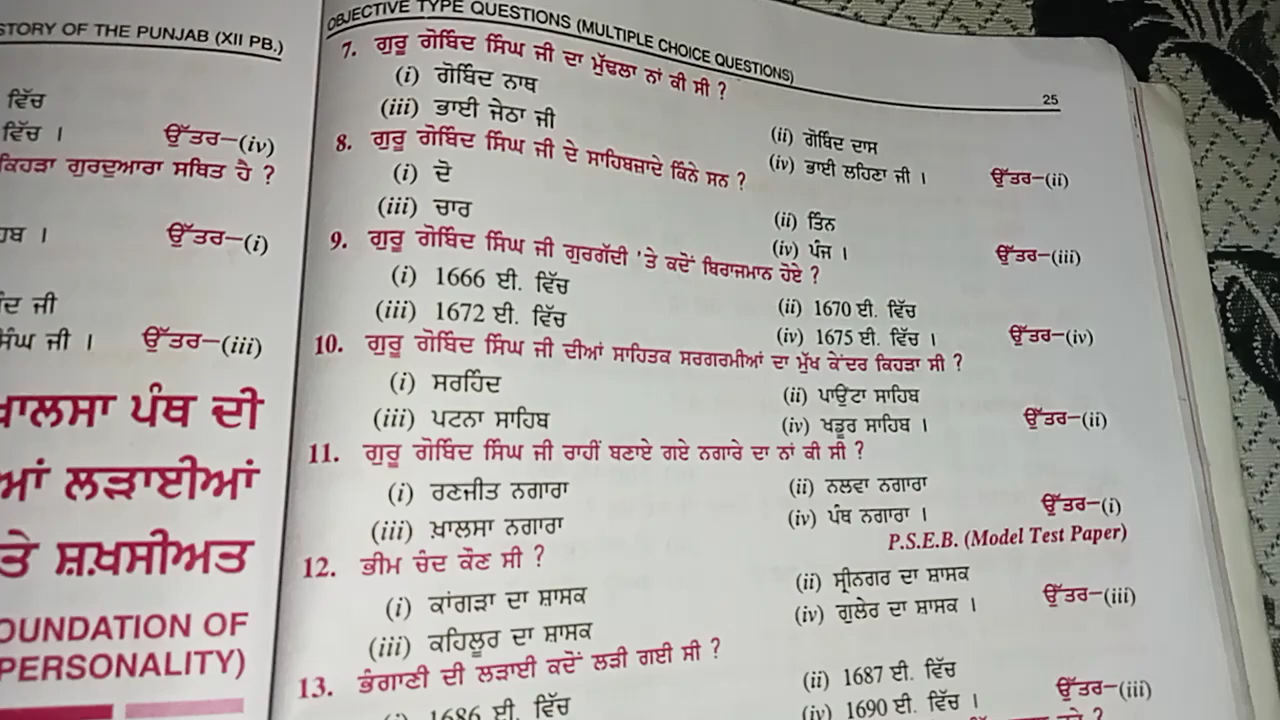 STORY OF THE PUNJAB (XII PB.)
ਵਿੱਚ
ਵਿੱਚ । ਉੱਤਰ–(iv)
ਕਿਹੜਾ ਗੁਰਦੁਆਰਾ ਸਥਿਤ ਹੈ ?
ਉੱਤਰ–(i)
ਜੀ
ਜੀ । ਉੱਤਰ–(iii)
ਖ਼ਾਲਸਾ ਪੰਥ ਦੀ
ਲੜਾਈਆਂ
ਤੇ ਸ਼ਖ਼ਸੀਅਤ
OUNDATION OF
PERSONALITY)
OBJECTIVE TYPE QUESTIONS (MULTIPLE CHOICE QUESTIONS) 25
7. ਗੁਰੂ ਗੋਬਿੰਦ ਸਿੰਘ ਜੀ ਦਾ ਮੁੱਢਲਾ ਨਾਂ ਕੀ ਸੀ ?
(i) ਗੋਬਿੰਦ ਨਾਥ (ii) ਗੋਬਿੰਦ ਦਾਸ
(iii) ਭਾਈ ਜੇਠਾ ਜੀ (iv) ਭਾਈ ਲਹਿਣਾ ਜੀ । ਉੱਤਰ–(ii)
8. ਗੁਰੂ ਗੋਬਿੰਦ ਸਿੰਘ ਜੀ ਦੇ ਸਾਹਿਬਜ਼ਾਦੇ ਕਿੰਨੇ ਸਨ ?
(i) ਦੋ (ii) ਤਿੰਨ
(iii) ਚਾਰ (iv) ਪੰਜ । ਉੱਤਰ–(iii)
9. ਗੁਰੂ ਗੋਬਿੰਦ ਸਿੰਘ ਜੀ ਗੁਰਗੱਦੀ 'ਤੇ ਕਦੋਂ ਬਿਰਾਜਮਾਨ ਹੋਏ ?
(i) 1666 ਈ. ਵਿੱਚ (ii) 1670 ਈ. ਵਿੱਚ
(iii) 1672 ਈ. ਵਿੱਚ (iv) 1675 ਈ. ਵਿੱਚ । ਉੱਤਰ–(iv)
10. ਗੁਰੂ ਗੋਬਿੰਦ ਸਿੰਘ ਜੀ ਦੀਆਂ ਸਾਹਿਤਕ ਸਰਗਰਮੀਆਂ ਦਾ ਮੁੱਖ ਕੇਂਦਰ ਕਿਹੜਾ ਸੀ ?
(i) ਸਰਹਿੰਦ (ii) ਪਾਉਂਟਾ ਸਾਹਿਬ
(iii) ਪਟਨਾ ਸਾਹਿਬ (iv) ਖਡੂਰ ਸਾਹਿਬ । ਉੱਤਰ–(ii)
11. ਗੁਰੂ ਗੋਬਿੰਦ ਸਿੰਘ ਜੀ ਰਾਹੀਂ ਬਣਾਏ ਗਏ ਨਗਾਰੇ ਦਾ ਨਾਂ ਕੀ ਸੀ ?
(i) ਰਣਜੀਤ ਨਗਾਰਾ (ii) ਨਲਵਾ ਨਗਾਰਾ
(iii) ਖ਼ਾਲਸਾ ਨਗਾਰਾ (iv) ਪੰਥ ਨਗਾਰਾ । ਉੱਤਰ–(i)
P.S.E.B. (Model Test Paper)
12. ਭੀਮ ਚੰਦ ਕੌਣ ਸੀ ?
(i) ਕਾਂਗੜਾ ਦਾ ਸ਼ਾਸਕ (ii) ਸ੍ਰੀਨਗਰ ਦਾ ਸ਼ਾਸਕ
(iii) ਕਹਿਲੂਰ ਦਾ ਸ਼ਾਸਕ (iv) ਗੁਲੇਰ ਦਾ ਸ਼ਾਸਕ । ਉੱਤਰ–(iii)
13. ਭੰਗਾਣੀ ਦੀ ਲੜਾਈ ਕਦੋਂ ਲੜੀ ਗਈ ਸੀ ?
(i) 1686 ਈ. ਵਿੱਚ (ii) 1687 ਈ. ਵਿੱਚ
(iv) 1690 ਈ. ਵਿੱਚ । ਉੱਤਰ–(iii)